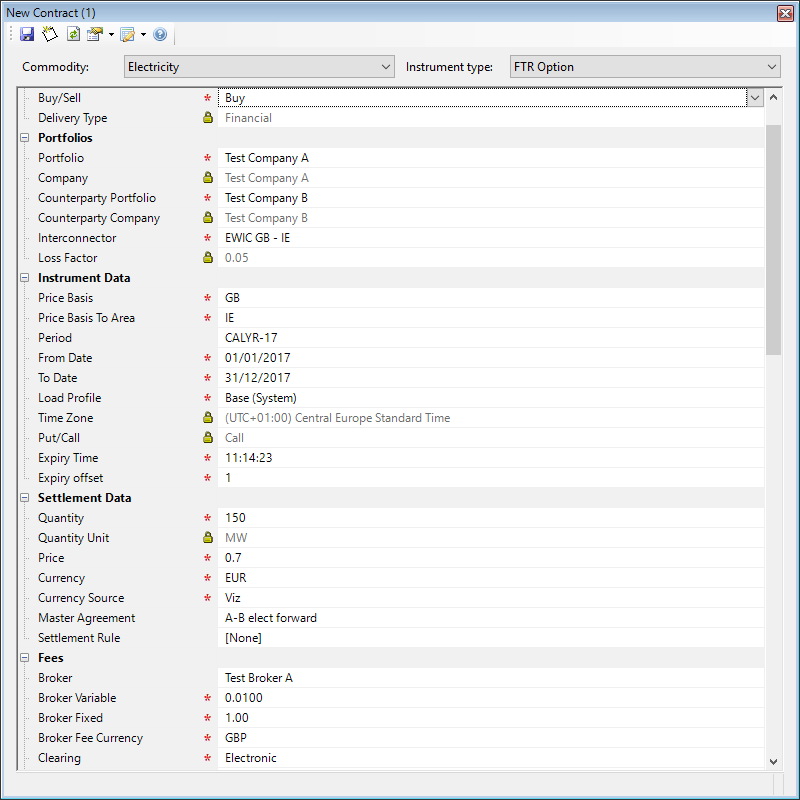 New Contract (1)
Commodity: Electricity Instrument type: FTR Option
Buy/Sell * Buy
Delivery Type Financial
Portfolios
Portfolio * Test Company A
Company Test Company A
Counterparty Portfolio * Test Company B
Counterparty Company Test Company B
Interconnector * EWIC GB - IE
Loss Factor 0.05
Instrument Data
Price Basis * GB
Price Basis To Area * IE
Period CALYR-17
From Date * 01/01/2017
To Date * 31/12/2017
Load Profile * Base (System)
Time Zone (UTC+01:00) Central Europe Standard Time
Put/Call Call
Expiry Time * 11:14:23
Expiry offset * 1
Settlement Data
Quantity * 150
Quantity Unit MW
Price * 0.7
Currency * EUR
Currency Source * Viz
Master Agreement A-B elect forward
Settlement Rule [None]
Fees
Broker Test Broker A
Broker Variable * 0.0100
Broker Fixed * 1.00
Broker Fee Currency * GBP
Clearing * Electronic